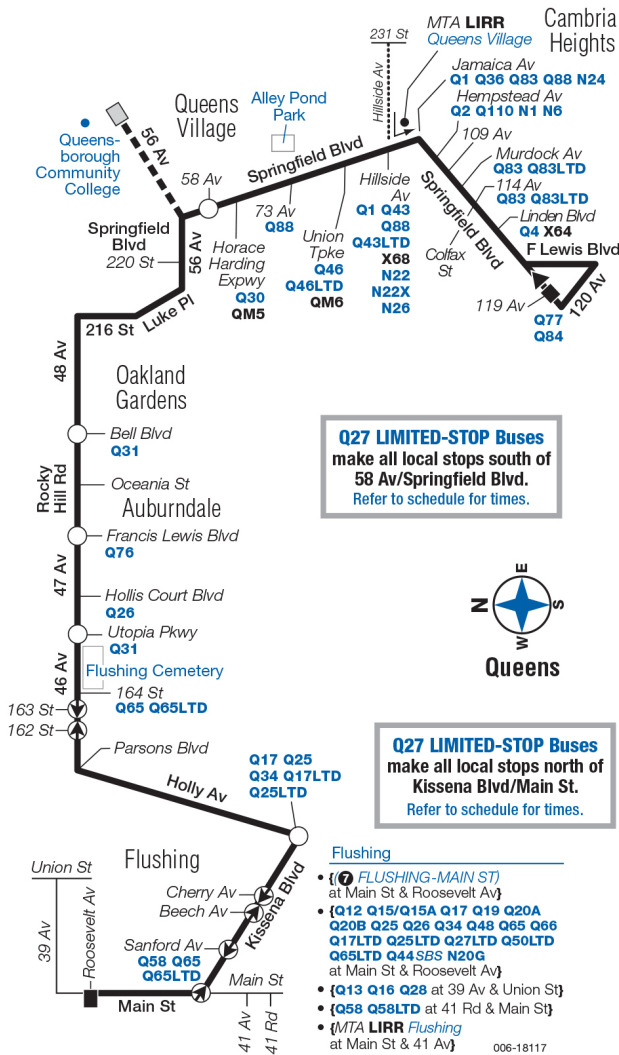 MTA LIRR
Queens Village
Cambria
Heights
231 St
Hillside Av
Jamaica Av
Q1 Q36 Q83 Q88 N24
Hempstead Av
Q2 Q110 N1 N6
109 Av
Murdock Av
Q83 Q83LTD
114 Av
Q83 Q83LTD
Linden Blvd
Q4 X64
F Lewis Blvd
120 Av
119 Av
Q77
Q84
Colfax
St
Springfield Blvd
Queens
Village
Alley Pond
Park
Queens-
borough
Community
College
56 Av
58 Av
Springfield Blvd
Springfield
Blvd
220 St
56 Av
Horace
Harding
Expwy
Q30
QM5
73 Av
Q88
Union
Tpke
Q46
Q46LTD
QM6
Hillside
Av
Q1 Q43
Q88
Q43LTD
X68
N22
N22X
N26
216 St
Luke Pl
48 Av
Oakland
Gardens
Bell Blvd
Q31
Rocky
Hill Rd
Oceania St
Auburndale
Francis Lewis Blvd
Q76
47 Av
Hollis Court Blvd
Q26
Utopia Pkwy
Q31
46 Av
Flushing Cemetery
164 St
Q65 Q65LTD
163 St
162 St
Parsons Blvd
Holly Av
Q17 Q25
Q34 Q17LTD
Q25LTD
Q27 LIMITED-STOP Buses
make all local stops south of
58 Av/Springfield Blvd.
Refer to schedule for times.
E
N
S
W
Queens
Q27 LIMITED-STOP Buses
make all local stops north of
Kissena Blvd/Main St.
Refer to schedule for times.
Flushing
Union St
39 Av
Roosevelt Av
Cherry Av
Beech Av
Kissena Blvd
Sanford Av
Q58 Q65
Q65LTD
Main St
Main St
41 Av
41 Rd
Flushing
• {(7 FLUSHING-MAIN ST)
at Main St & Roosevelt Av}
• {Q12 Q15/Q15A Q17 Q19 Q20A
Q20B Q25 Q26 Q34 Q48 Q65 Q66
Q17LTD Q25LTD Q27LTD Q50LTD
Q65LTD Q44SBS N20G
at Main St & Roosevelt Av}
• {Q13 Q16 Q28 at 39 Av & Union St}
• {Q58 Q58LTD at 41 Rd & Main St}
• {MTA LIRR Flushing
at Main St & 41 Av}
006-18117